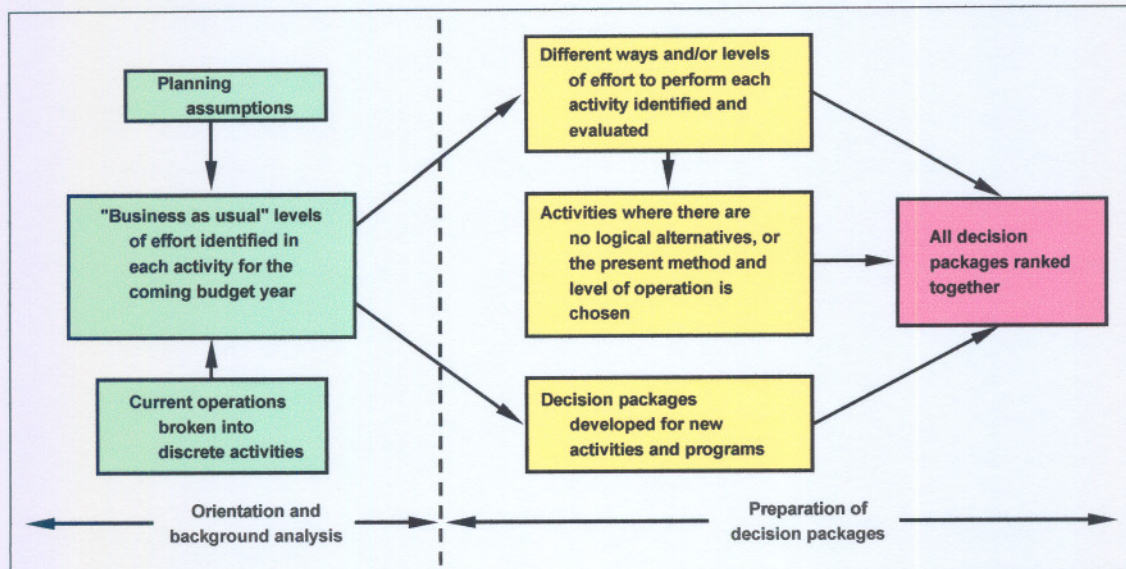 Planning
assumptions
"Business as usual" levels
of effort identified in
each activity for the
coming budget year
Current operations
broken into
discrete activities
Different ways and/or levels
of effort to perform each
activity identified and
evaluated
Activities where there are
no logical alternatives, or
the present method and
level of operation is
chosen
Decision packages
developed for new
activities and programs
All decision
packages ranked
together
Orientation and
background analysis
Preparation of
decision packages